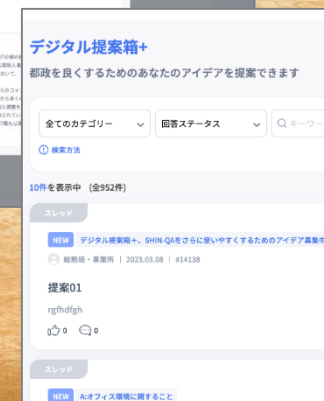 デジタル提案箱+
都政を良くするためのあなたのアイデアを提案できます
全てのカテゴリー
回答ステータス
キーワー
検索方法
10件を表示中 (全952件)
スレッド
NEW デジタル提案箱+、SHIN-QAをさらに使いやすくするためのアイデア募集中
総務局・事業所 | 2023.03.08 | #14138
提案01
rgfhdfgh
0 0
スレッド
NEW A:オフィス環境に関すること